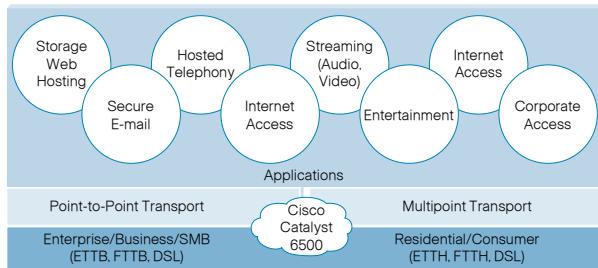 Storage
Web
Hosting
Secure
E-mail
Hosted
Telephony
Internet
Access
Streaming
(Audio,
Video)
Entertainment
Internet
Access
Corporate
Access
Applications
Point-to-Point Transport
Cisco
Catalyst
6500
Multipoint Transport
Enterprise/Business/SMB
(ETTB, FTTB, DSL)
Residential/Consumer
(ETTH, FTTH, DSL)